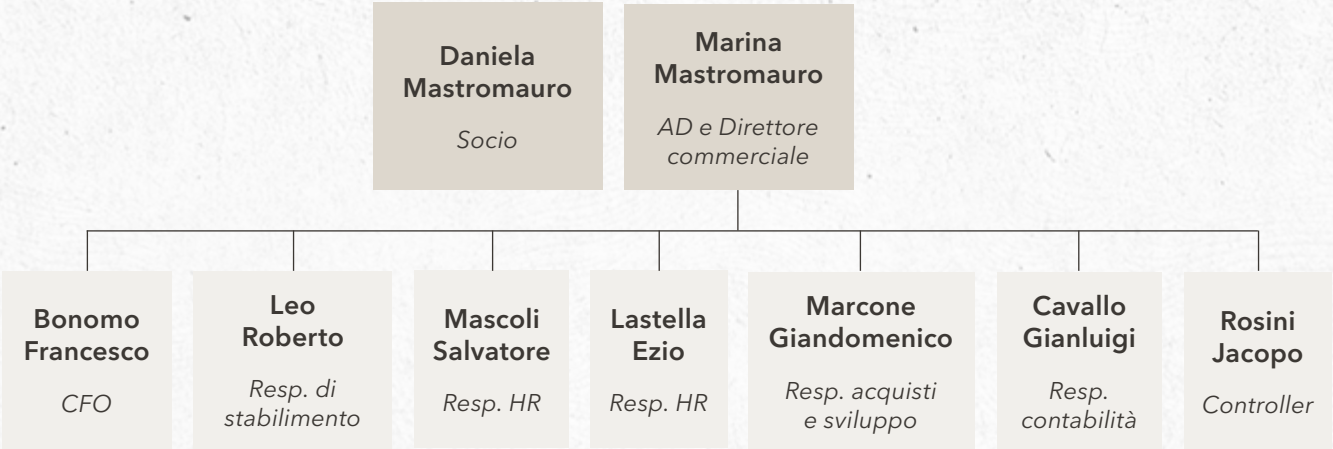 Daniela
Mastromauro
Socio
Marina
Mastromauro
AD e Direttore
commerciale
Bonomo
Francesco
CFO
Leo
Roberto
Resp. di
stabilimento
Mascoli
Salvatore
Resp. HR
Lastella
Ezio
Resp. HR
Marcone
Giandomenico
Resp. acquisti
e sviluppo
Cavallo
Gianluigi
Resp.
contabilità
Rosini
Jacopo
Controller